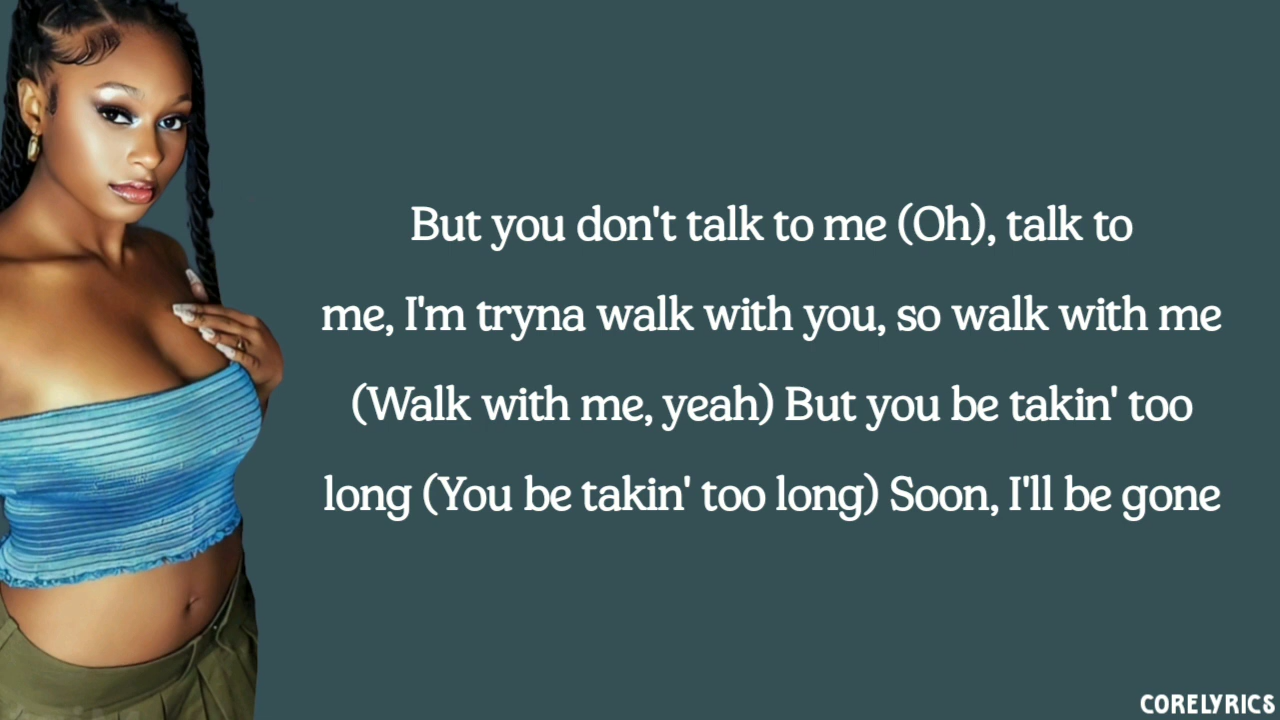 But you don't talk to me (Oh), talk to
me, I'm tryna walk with you, so walk with me
(Walk with me, yeah) But you be takin' too
long (You be takin' too long) Soon, I'll be gone
CORELYRICS